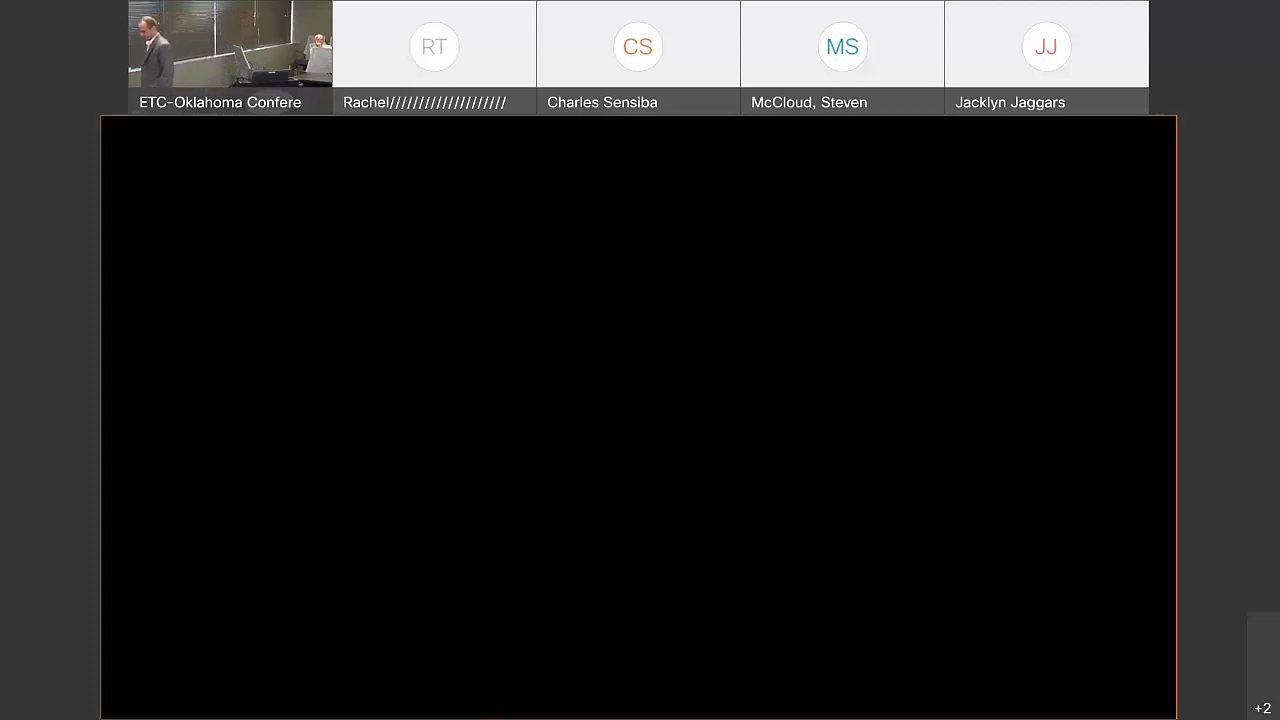 RT
CS
MS
JJ
ETC-Oklahoma Confere
Rachel////////////////////
Charles Sensiba
McCloud, Steven
Jacklyn Jaggars
+2